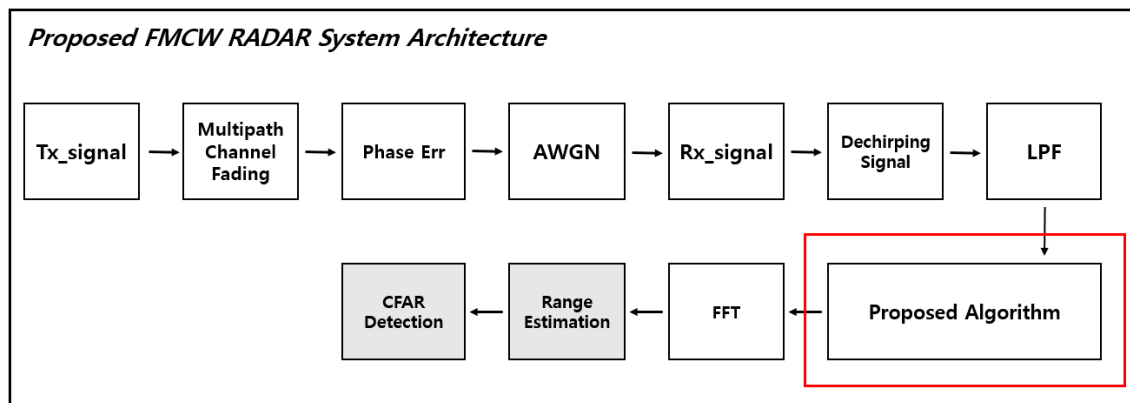 Proposed FMCW RADAR System Architecture
Tx_signal
Multipath
Channel
Fading
Phase Err
AWGN
Rx_signal
Dechirping
Signal
LPF
Proposed Algorithm
FFT
Range
Estimation
CFAR
Detection